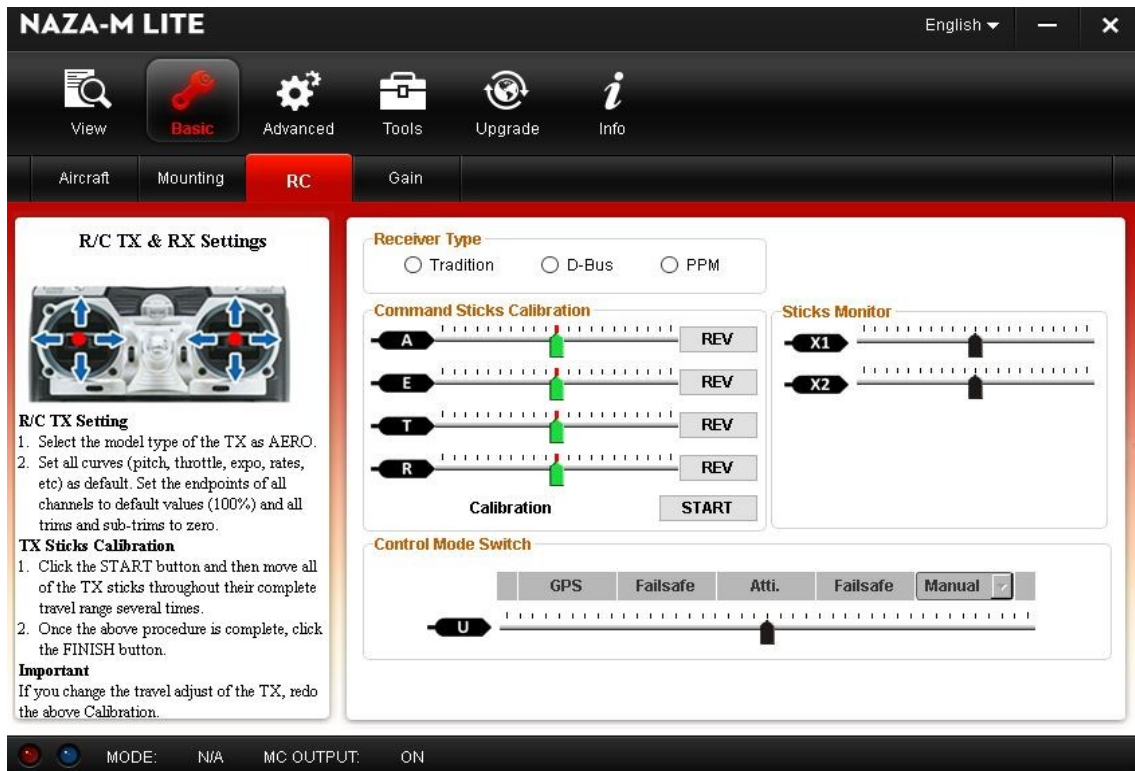 NAZA-M LITE
English
View
Basic
Advanced
Tools
Upgrade
Info
Aircraft
Mounting
RC
Gain
R/C TX & RX Settings
R/C TX Setting
1. Select the model type of the TX as AERO.
2. Set all curves (pitch, throttle, expo, rates,
etc) as default. Set the endpoints of all
channels to default values (100%) and all
trims and sub-trims to zero.
TX Sticks Calibration
1. Click the START button and then move all
of the TX sticks throughout their complete
travel range several times.
2. Once the above procedure is complete, click
the FINISH button.
Important
If you change the travel adjust of the TX, redo
the above Calibration.
Receiver Type
Tradition
D-Bus
PPM
Command Sticks Calibration
A
REV
E
REV
T
REV
R
REV
Calibration
START
Sticks Monitor
X1
X2
Control Mode Switch
GPS
Failsafe
Atti.
Failsafe
Manual
U
MODE: N/A MC OUTPUT: ON